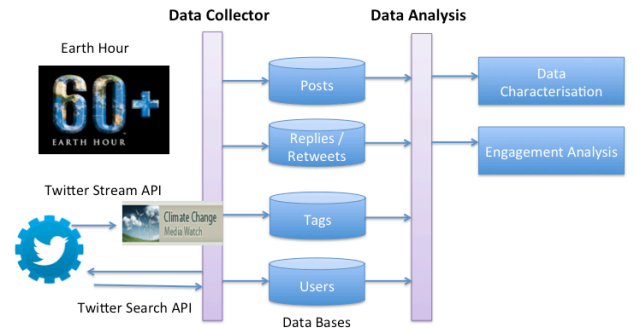 Data Collector
Data Analysis
Earth Hour
60+
EARTH HOUR
Posts
Data
Characterisation
Replies /
Retweets
Engagement Analysis
Twitter Stream API
Climate Change
Media Watch
Tags
Users
Twitter Search API
Data Bases